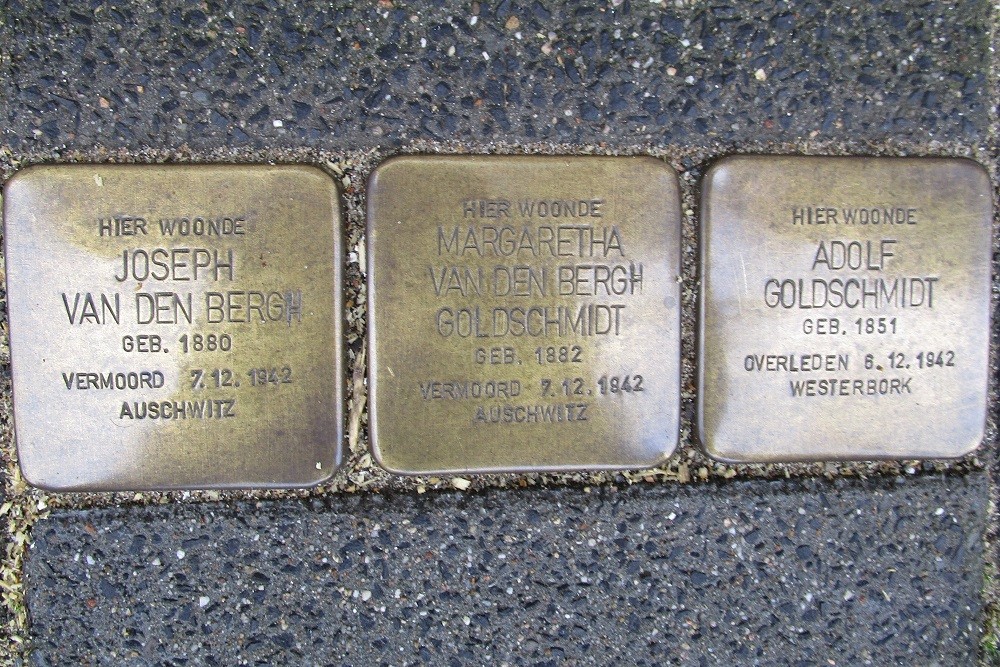 HIER WOONDE
JOSEPH
VAN DEN BERGH
GEB. 1880
VERMOORD 7.12.1942
AUSCHWITZ
HIER WOONDE
MARGARETHA
VAN DEN BERGH
GOLDSCHMIDT
GEB. 1882
VERMOORD 7.12.1942
AUSCHWITZ
HIER WOONDE
ADOLF
GOLDSCHMIDT
GEB. 1851
OVERLEDEN 6.12.1942
WESTERBORK